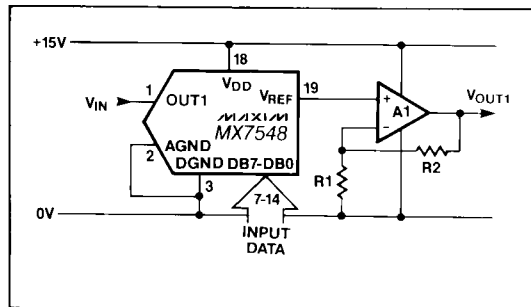 +15V
18
VDD
1
VIN
OUT1
19
VREF
MAXIM
MX7548
+
A1
VOUT1
−
2
AGND
DGND DB7-DB0
R2
R1
3
7-14
0V
INPUT
DATA